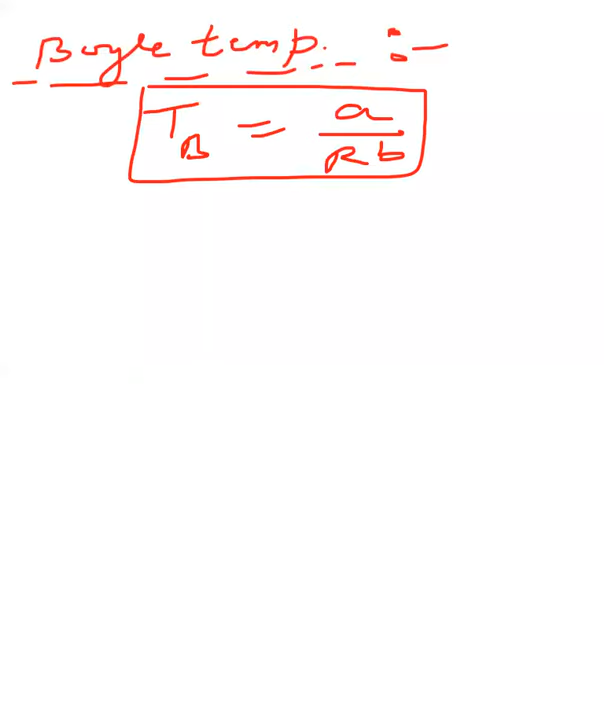 Boyle temp. :-
T_B = a / Rb